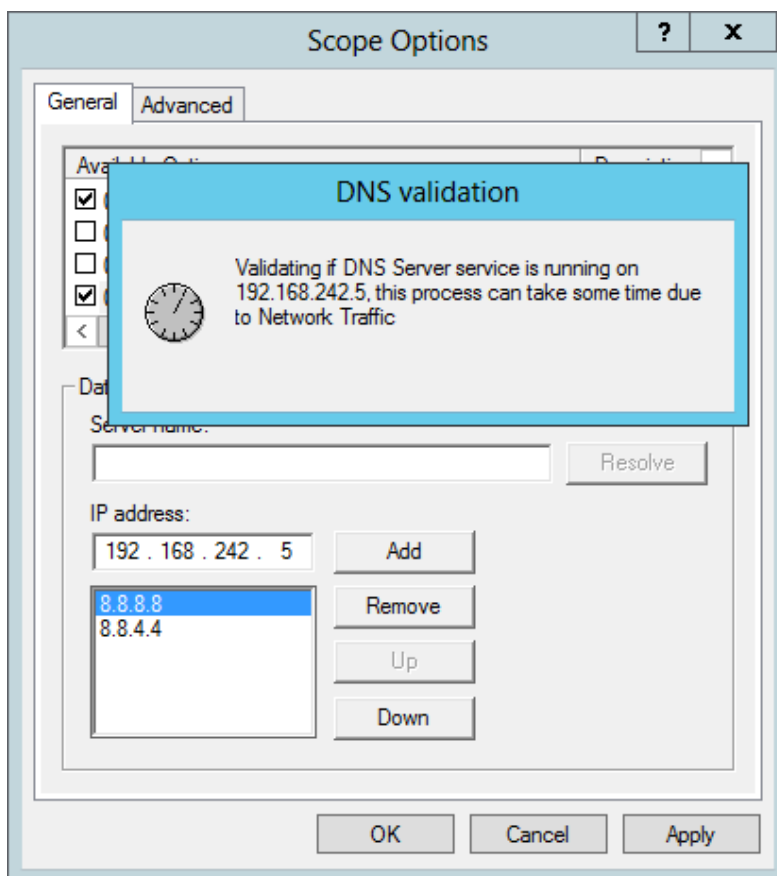 Scope Options
? x
General Advanced
DNS validation
Validating if DNS Server service is running on
192.168.242.5, this process can take some time due
to Network Traffic
Server name:
Resolve
IP address:
192 . 168 . 242 . 5
Add
8.8.8.8
Remove
8.8.4.4
Up
Down
OK Cancel Apply